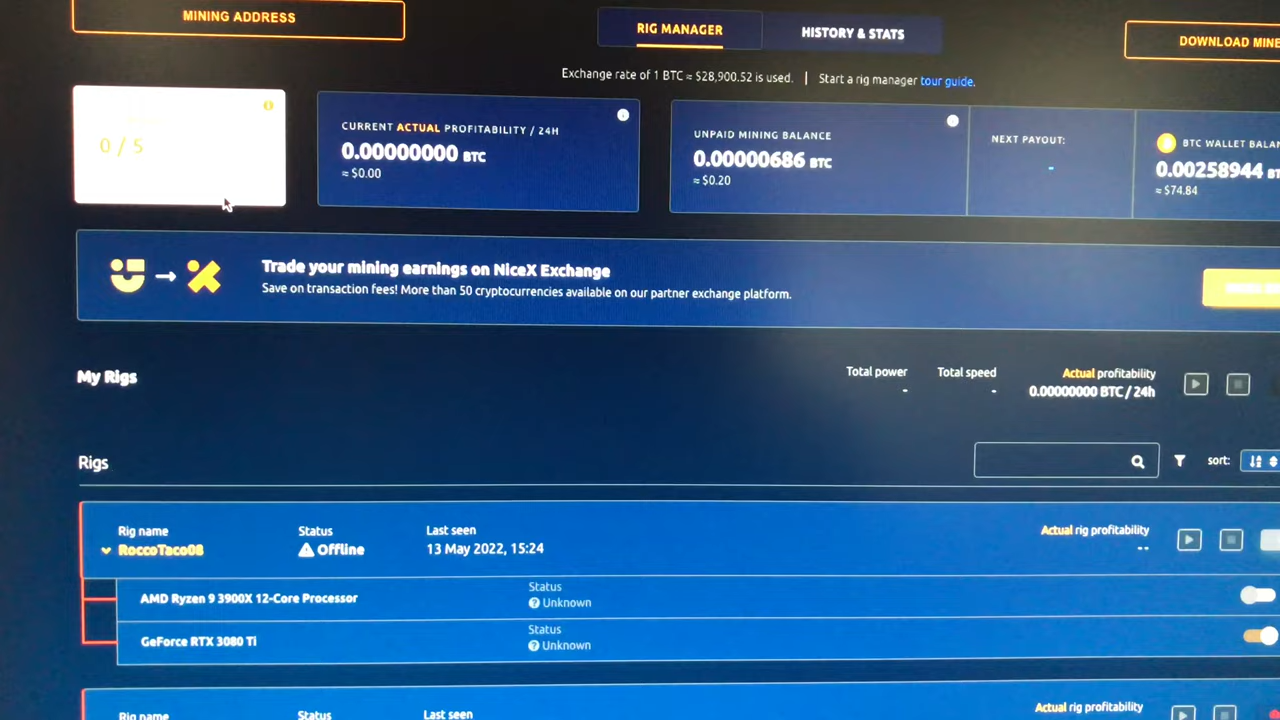 MINING ADDRESS
RIG MANAGER
HISTORY & STATS
DOWNLOAD MINE
Exchange rate of 1 BTC ≈ $28,900.52 is used. | Start a rig manager tour guide.
0 / 5
CURRENT ACTUAL PROFITABILITY / 24H
0.00000000 BTC
≈ $0.00
UNPAID MINING BALANCE
0.00000686 BTC
≈ $0.20
NEXT PAYOUT:
-
BTC WALLET BALAN
0.00258944 BT
≈ $74.84
Trade your mining earnings on NiceX Exchange
Save on transaction fees! More than 50 cryptocurrencies available on our partner exchange platform.
My Rigs
Total power
-
Total speed
-
Actual profitability
0.00000000 BTC / 24h
Rigs
sort:
Rig name
RoccoTaco08
Status
Offline
Last seen
13 May 2022, 15:24
Actual rig profitability
--
AMD Ryzen 9 3900X 12-Core Processor
Status
Unknown
GeForce RTX 3080 Ti
Status
Unknown
Rig name
Status
Last seen
Actual rig profitability